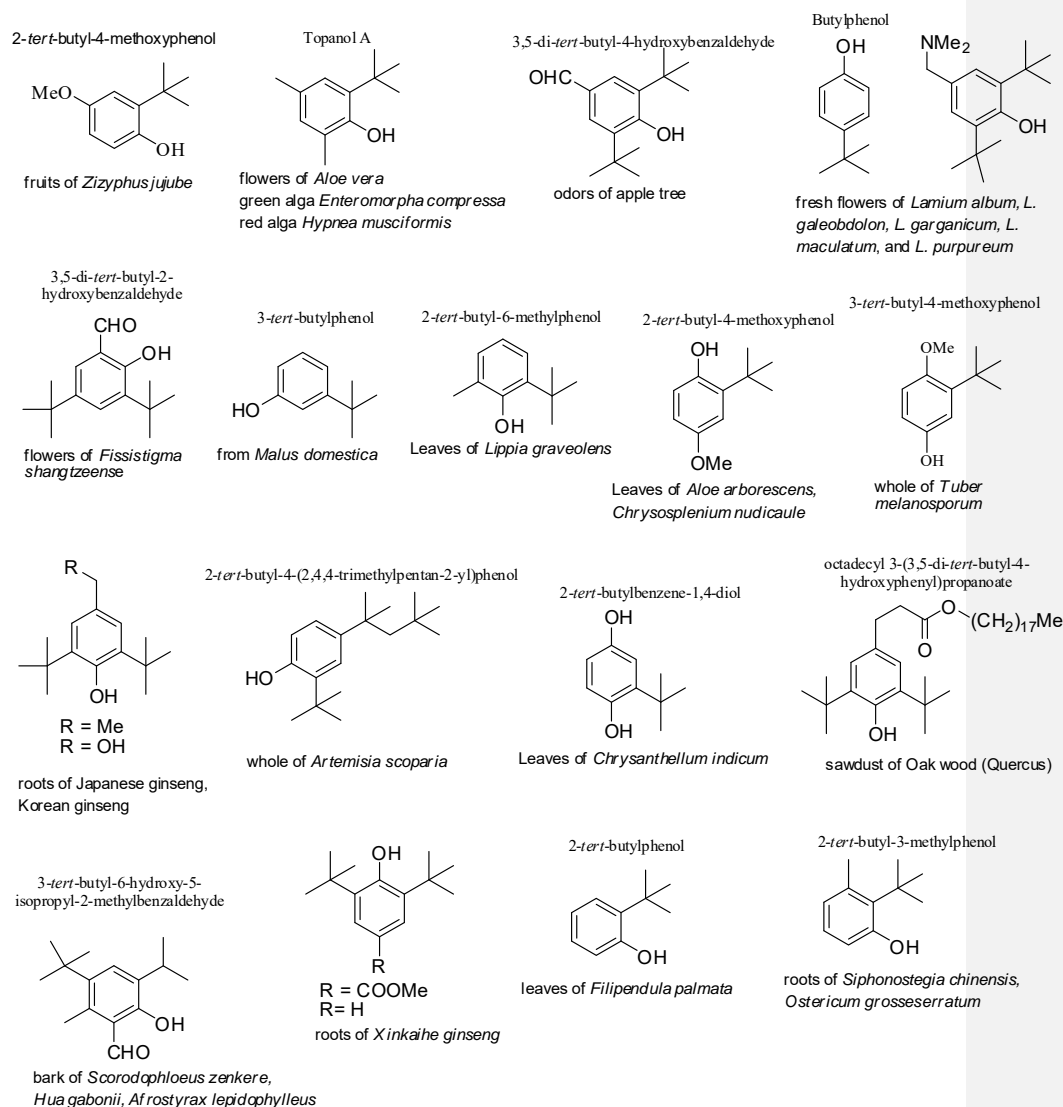 2-tert-butyl-4-methoxyphenol
MeO
OH
fruits of Zizyphus jujube
Topanol A
OH
flowers of Aloe vera
green alga Enteromorpha compressa
red alga Hypnea musciformis
3,5-di-tert-butyl-4-hydroxybenzaldehyde
OHC
OH
odors of apple tree
Butylphenol
OH
NMe2
OH
fresh flowers of Lamium album, L.
galeobdolon, L. garganicum, L.
maculatum, and L. purpureum
3,5-di-tert-butyl-2-
hydroxybenzaldehyde
CHO
OH
flowers of Fissistigma
shangtzeense
3-tert-butylphenol
HO
from Malus domestica
2-tert-butyl-6-methylphenol
OH
Leaves of Lippia graveolens
2-tert-butyl-4-methoxyphenol
OH
OMe
Leaves of Aloe arborescens,
Chrysosplenium nudicaule
3-tert-butyl-4-methoxyphenol
OMe
OH
whole of Tuber
melanosporum
R
OH
R = Me
R = OH
roots of Japanese ginseng,
Korean ginseng
2-tert-butyl-4-(2,4,4-trimethylpentan-2-yl)phenol
HO
whole of Artemisia scoparia
2-tert-butylbenzene-1,4-diol
OH
OH
Leaves of Chrysanthellum indicum
octadecyl 3-(3,5-di-tert-butyl-4-
hydroxyphenyl)propanoate
O
(CH2)17Me
O
OH
sawdust of Oak wood (Quercus)
3-tert-butyl-6-hydroxy-5-
isopropyl-2-methylbenzaldehyde
OH
CHO
bark of Scorodophloeus zenkere,
Hua gabonii, Afrostyrax lepidophylleus
OH
R
R = COOMe
R= H
roots of Xinkaihe ginseng
2-tert-butylphenol
OH
leaves of Filipendula palmata
2-tert-butyl-3-methylphenol
OH
roots of Siphonostegia chinensis,
Ostericum grosseserratum